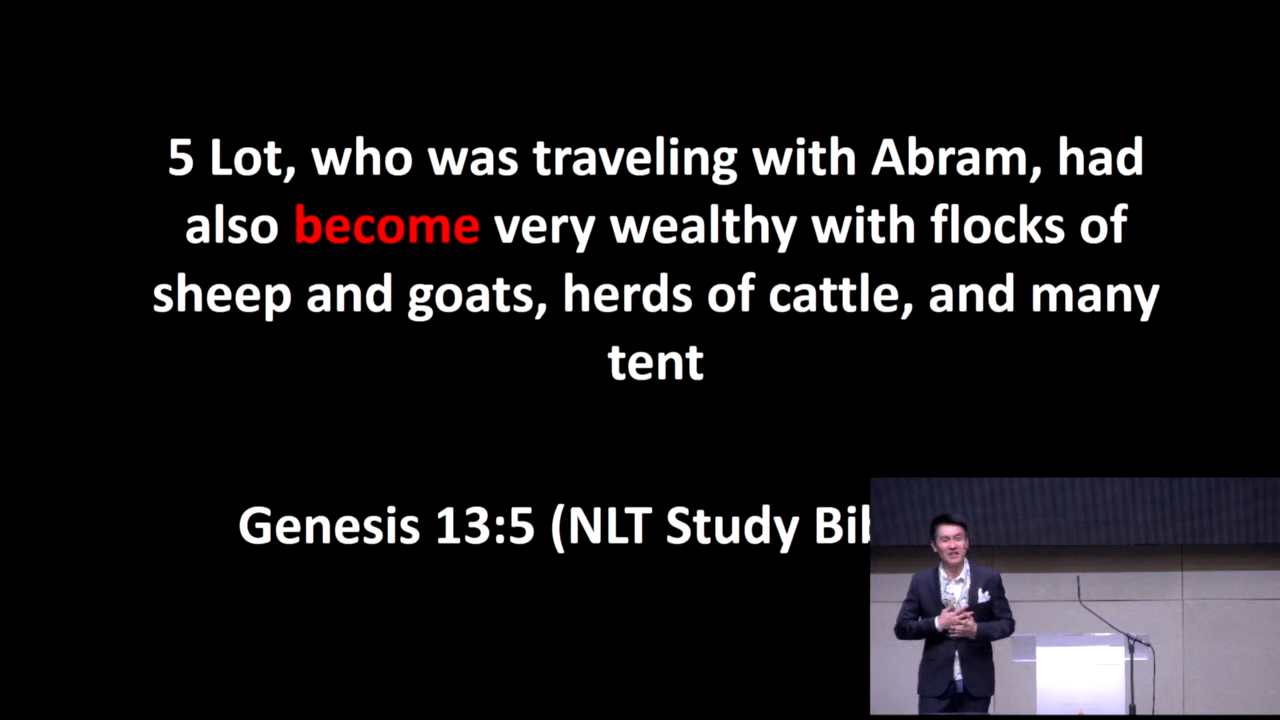 5 Lot, who was traveling with Abram, had
also become very wealthy with flocks of
sheep and goats, herds of cattle, and many
tent
Genesis 13:5 (NLT Study